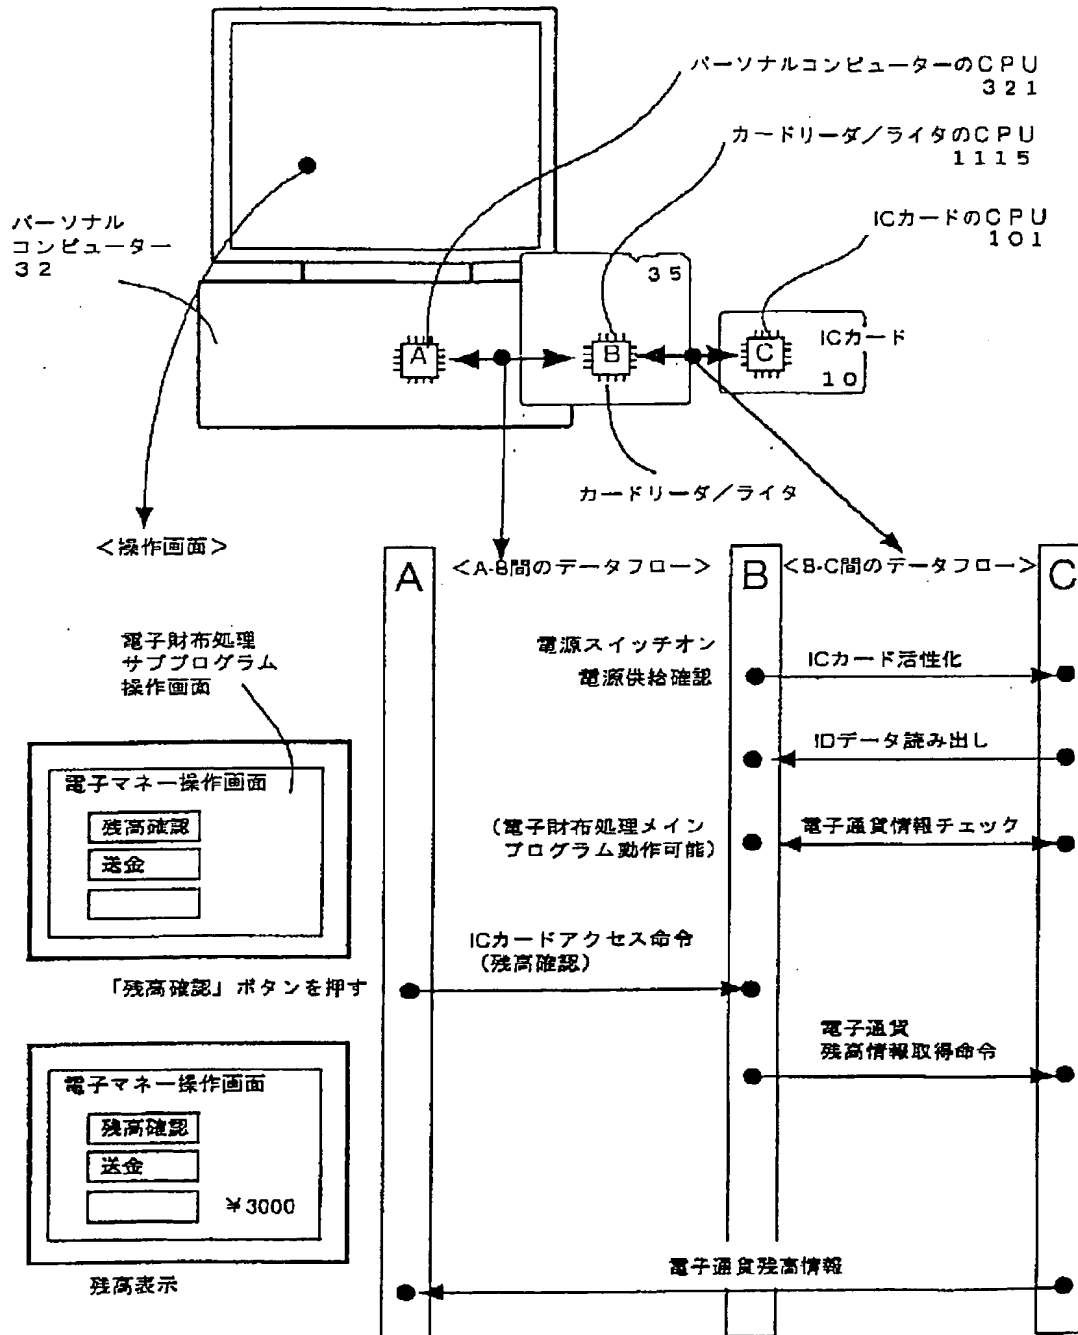 パーソナルコンピューターのCPU
321
カードリーダ／ライタのCPU
1115
ICカードのCPU
101
パーソナル
コンピューター
32
35
A
B
C
ICカード
10
カードリーダ／ライタ
＜操作画面＞
A
＜A-B間のデータフロー＞
B
＜B-C間のデータフロー＞
C
電子財布処理
サブプログラム
操作画面
電源スイッチオン
電源供給確認
ICカード活性化
IDデータ読み出し
電子マネー操作画面
残高確認
送金
（電子財布処理メイン
プログラム動作可能）
電子通貨情報チェック
ICカードアクセス命令
（残高確認）
「残高確認」ボタンを押す
電子通貨
残高情報取得命令
電子マネー操作画面
残高確認
送金
¥3000
残高表示
電子通貨残高情報